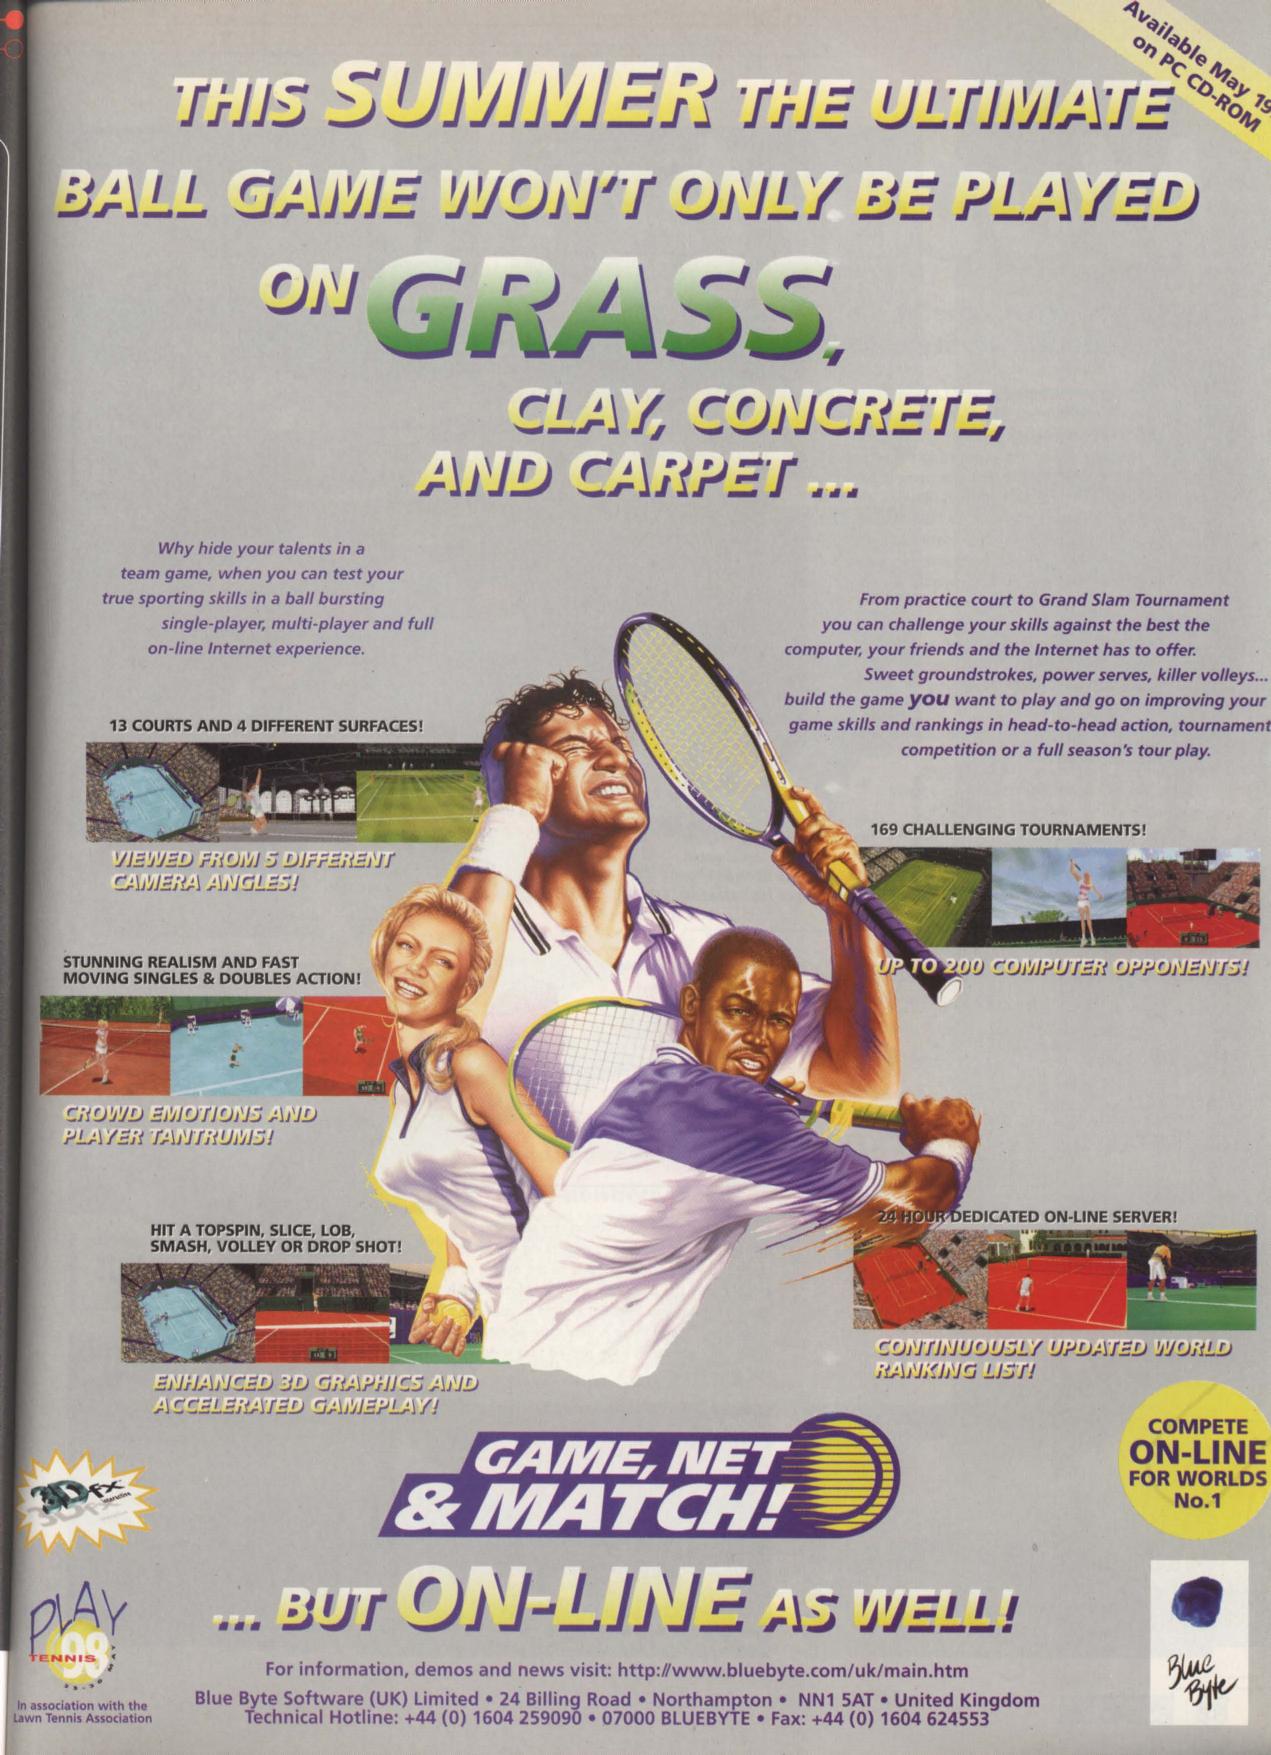 Available May 19
on PC CD-ROM
THIS SUMMER THE ULTIMATE
BALL GAME WON'T ONLY BE PLAYED
ON GRASS,
CLAY, CONCRETE,
AND CARPET ...
Why hide your talents in a
team game, when you can test your
true sporting skills in a ball bursting
single-player, multi-player and full
on-line Internet experience.
From practice court to Grand Slam Tournament
you can challenge your skills against the best the
computer, your friends and the Internet has to offer.
Sweet groundstrokes, power serves, killer volleys...
build the game you want to play and go on improving your
game skills and rankings in head-to-head action, tournament
competition or a full season's tour play.
13 COURTS AND 4 DIFFERENT SURFACES!
VIEWED FROM 5 DIFFERENT
CAMERA ANGLES!
169 CHALLENGING TOURNAMENTS!
UP TO 200 COMPUTER OPPONENTS!
STUNNING REALISM AND FAST
MOVING SINGLES & DOUBLES ACTION!
CROWD EMOTIONS AND
PLAYER TANTRUMS!
HIT A TOPSPIN, SLICE, LOB,
SMASH, VOLLEY OR DROP SHOT!
ENHANCED 3D GRAPHICS AND
ACCELERATED GAMEPLAY!
24 HOUR DEDICATED ON-LINE SERVER!
CONTINUOUSLY UPDATED WORLD
RANKING LIST!
GAME, NET
& MATCH!
COMPETE
ON-LINE
FOR WORLDS
No.1
3Dfx
interactive
... BUT ON-LINE AS WELL!
PLAY
TENNIS 98
MAY
In association with the
Lawn Tennis Association
For information, demos and news visit: http://www.bluebyte.com/uk/main.htm
Blue Byte Software (UK) Limited • 24 Billing Road • Northampton • NN1 5AT • United Kingdom
Technical Hotline: +44 (0) 1604 259090 • 07000 BLUEBYTE • Fax: +44 (0) 1604 624553
Blue
Byte